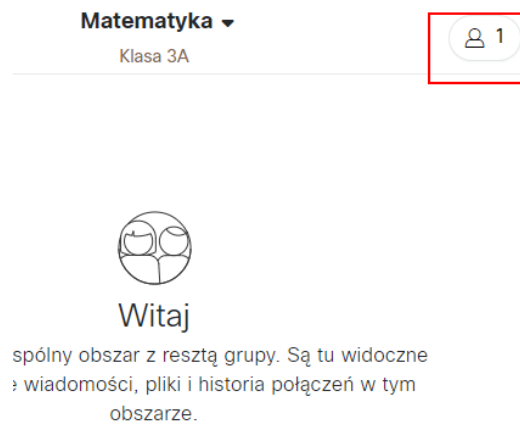 Matematyka
Klasa 3A
1
Witaj
spólny obszar z resztą grupy. Są tu widoczne
wiadomości, pliki i historia połączeń w tym
obszarze.